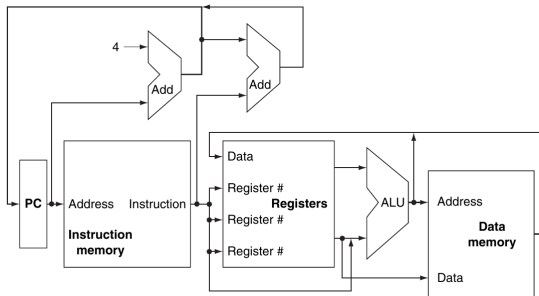 4
Add
Add
PC
Address
Instruction
Instruction
memory
Data
Register #
Registers
Register #
Register #
ALU
Address
Data
memory
Data